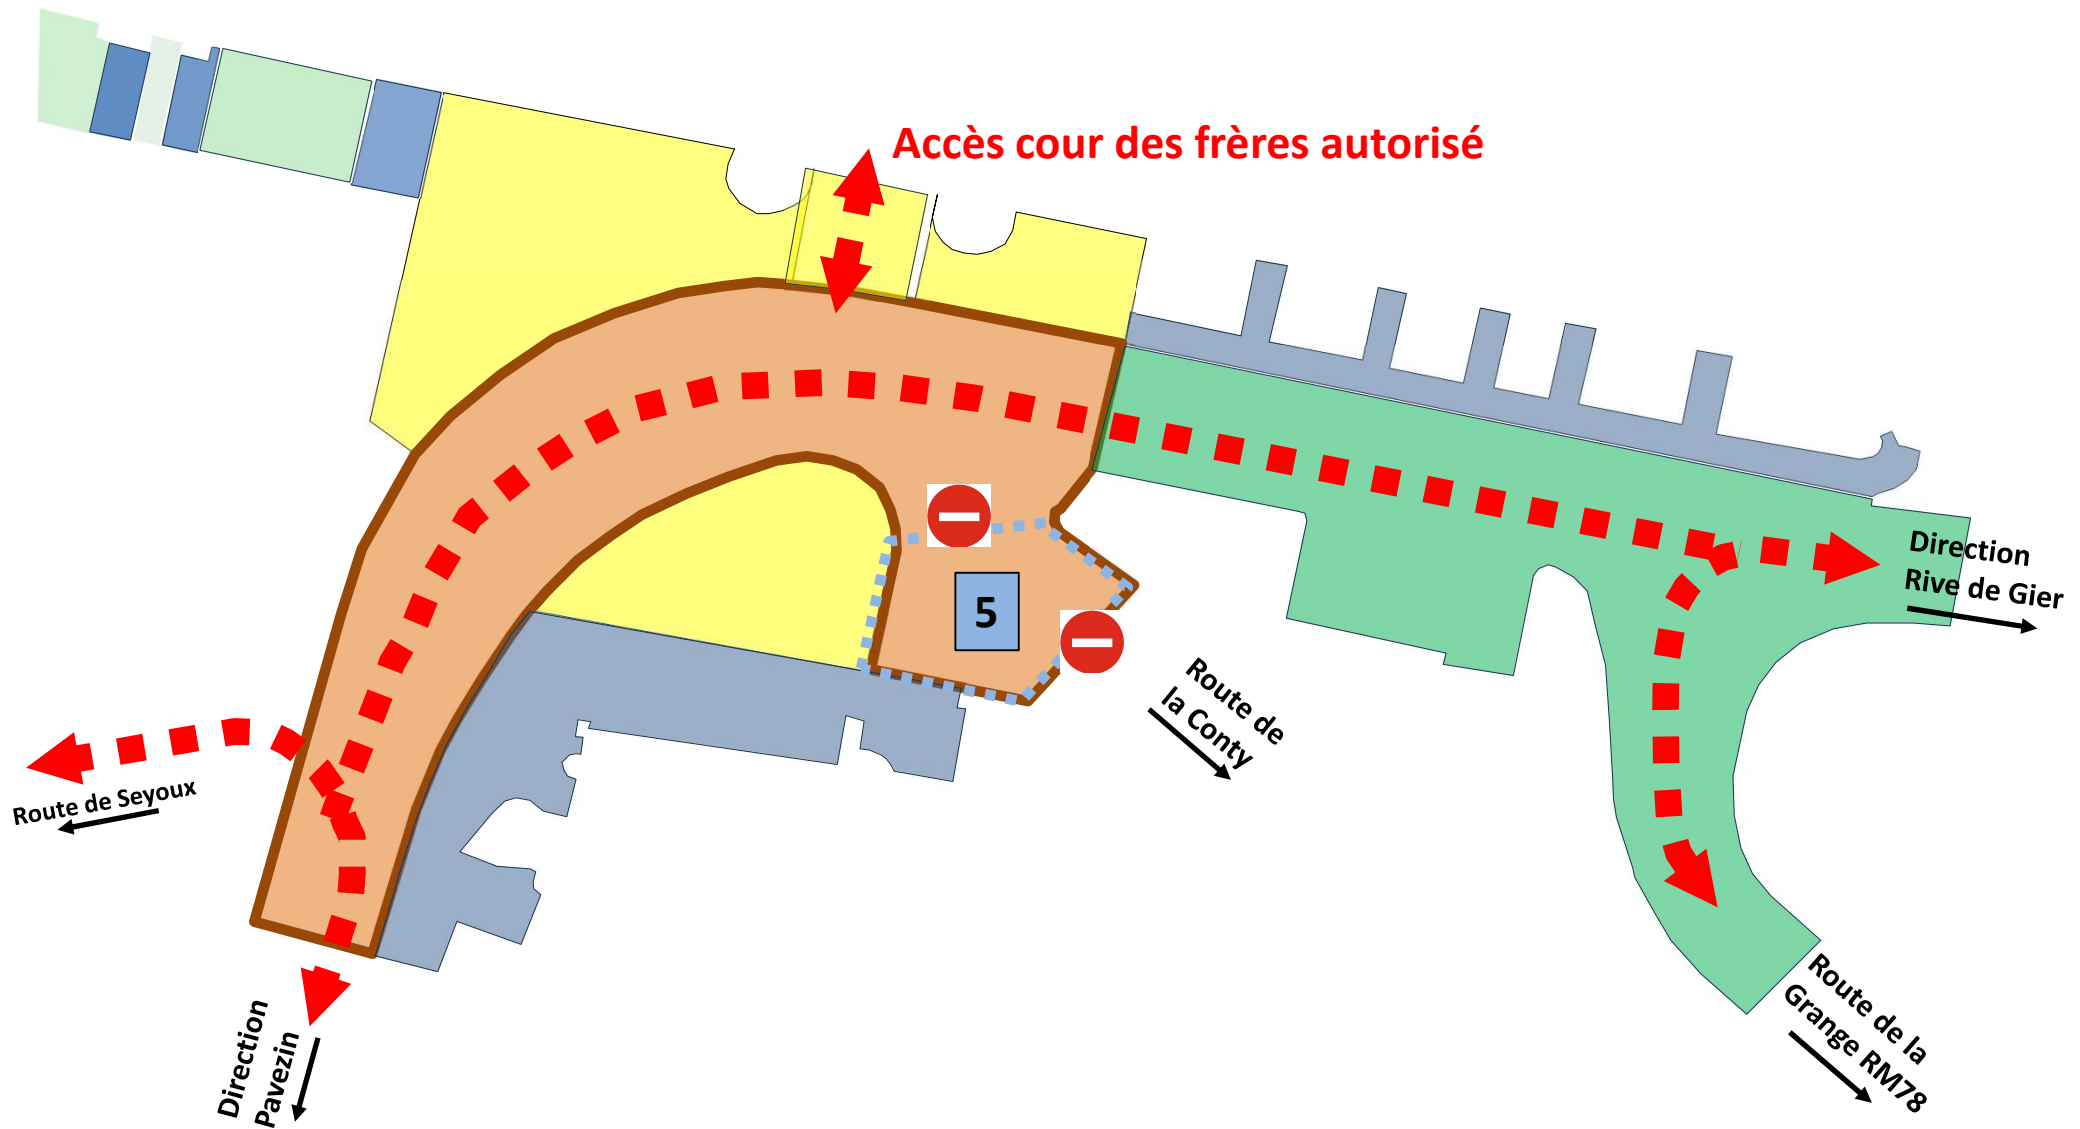 Accès cour des frères autorisé
Direction
Rive de Gier
5
Route de
la Conty
Route de Seyoux
Direction
Pavezin
Route de la
Grange RM78